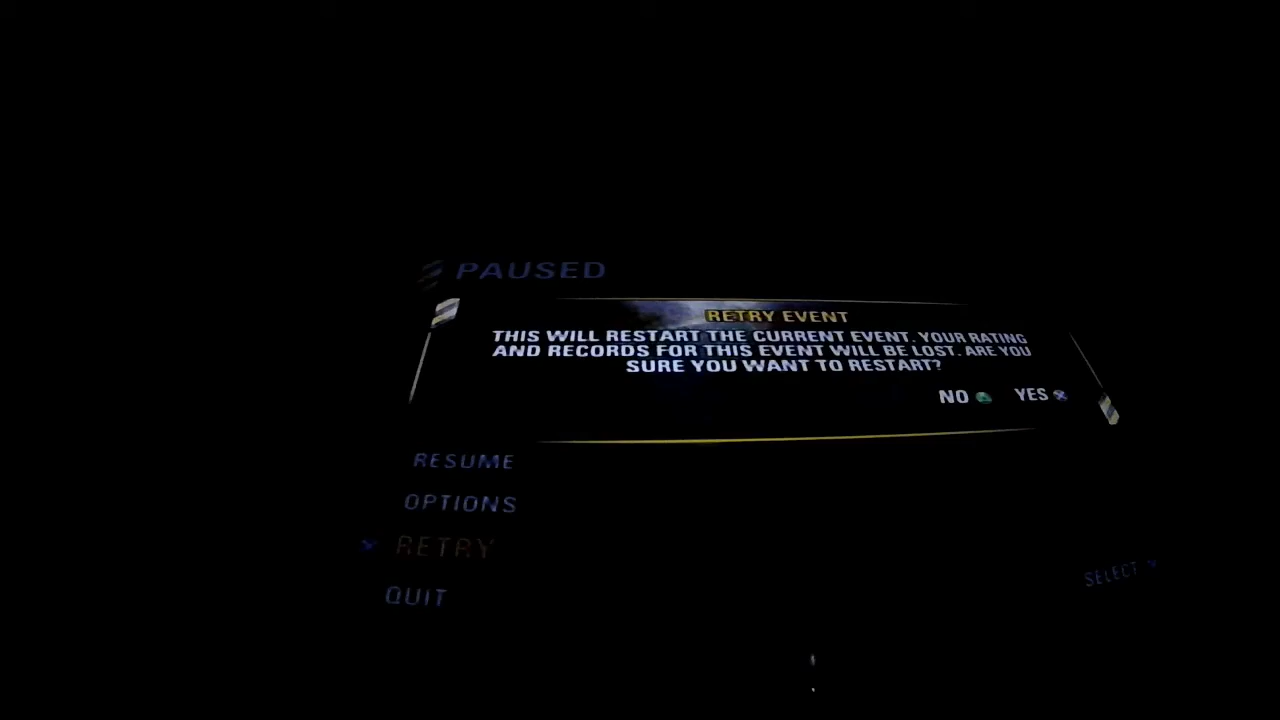 PAUSED
RETRY EVENT
THIS WILL RESTART THE CURRENT EVENT. YOUR RATING
AND RECORDS FOR THIS EVENT WILL BE LOST. ARE YOU
SURE YOU WANT TO RESTART?
NO YES
RESUME
OPTIONS
RETRY
QUIT
SELECT